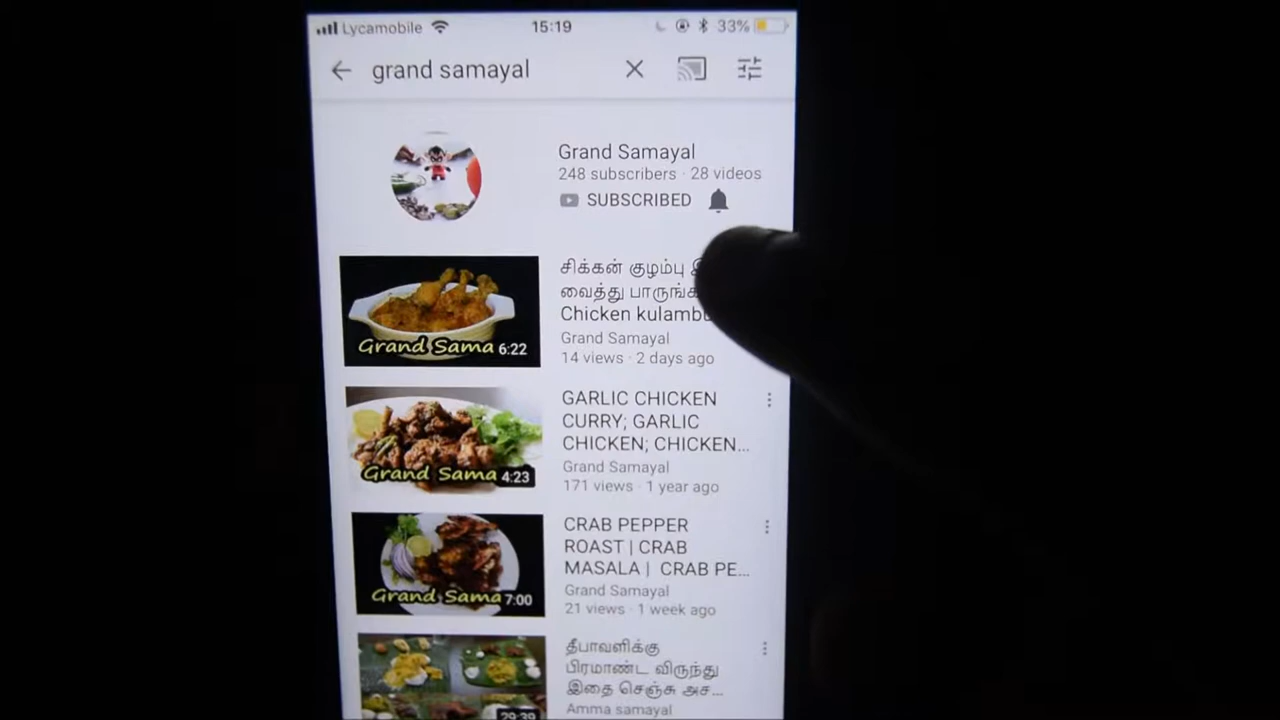 Lycamobile 15:19 33%
grand samayal
Grand Samayal
248 subscribers · 28 videos
SUBSCRIBED
சிக்கன் குழம்பு
வைத்து
Chicken kulambu
Grand Samayal
14 views · 2 days ago
Grand Sama 6:22
GARLIC CHICKEN
CURRY; GARLIC
CHICKEN; CHICKEN...
Grand Samayal
171 views · 1 year ago
Grand Sama 4:23
CRAB PEPPER
ROAST | CRAB
MASALA | CRAB PE...
Grand Samayal
21 views · 1 week ago
Grand Sama 7:00
தீபாவளிக்கு
பிரமாண்ட விருந்து
இதை செஞ்சு அச...
Amma samayal
29:39